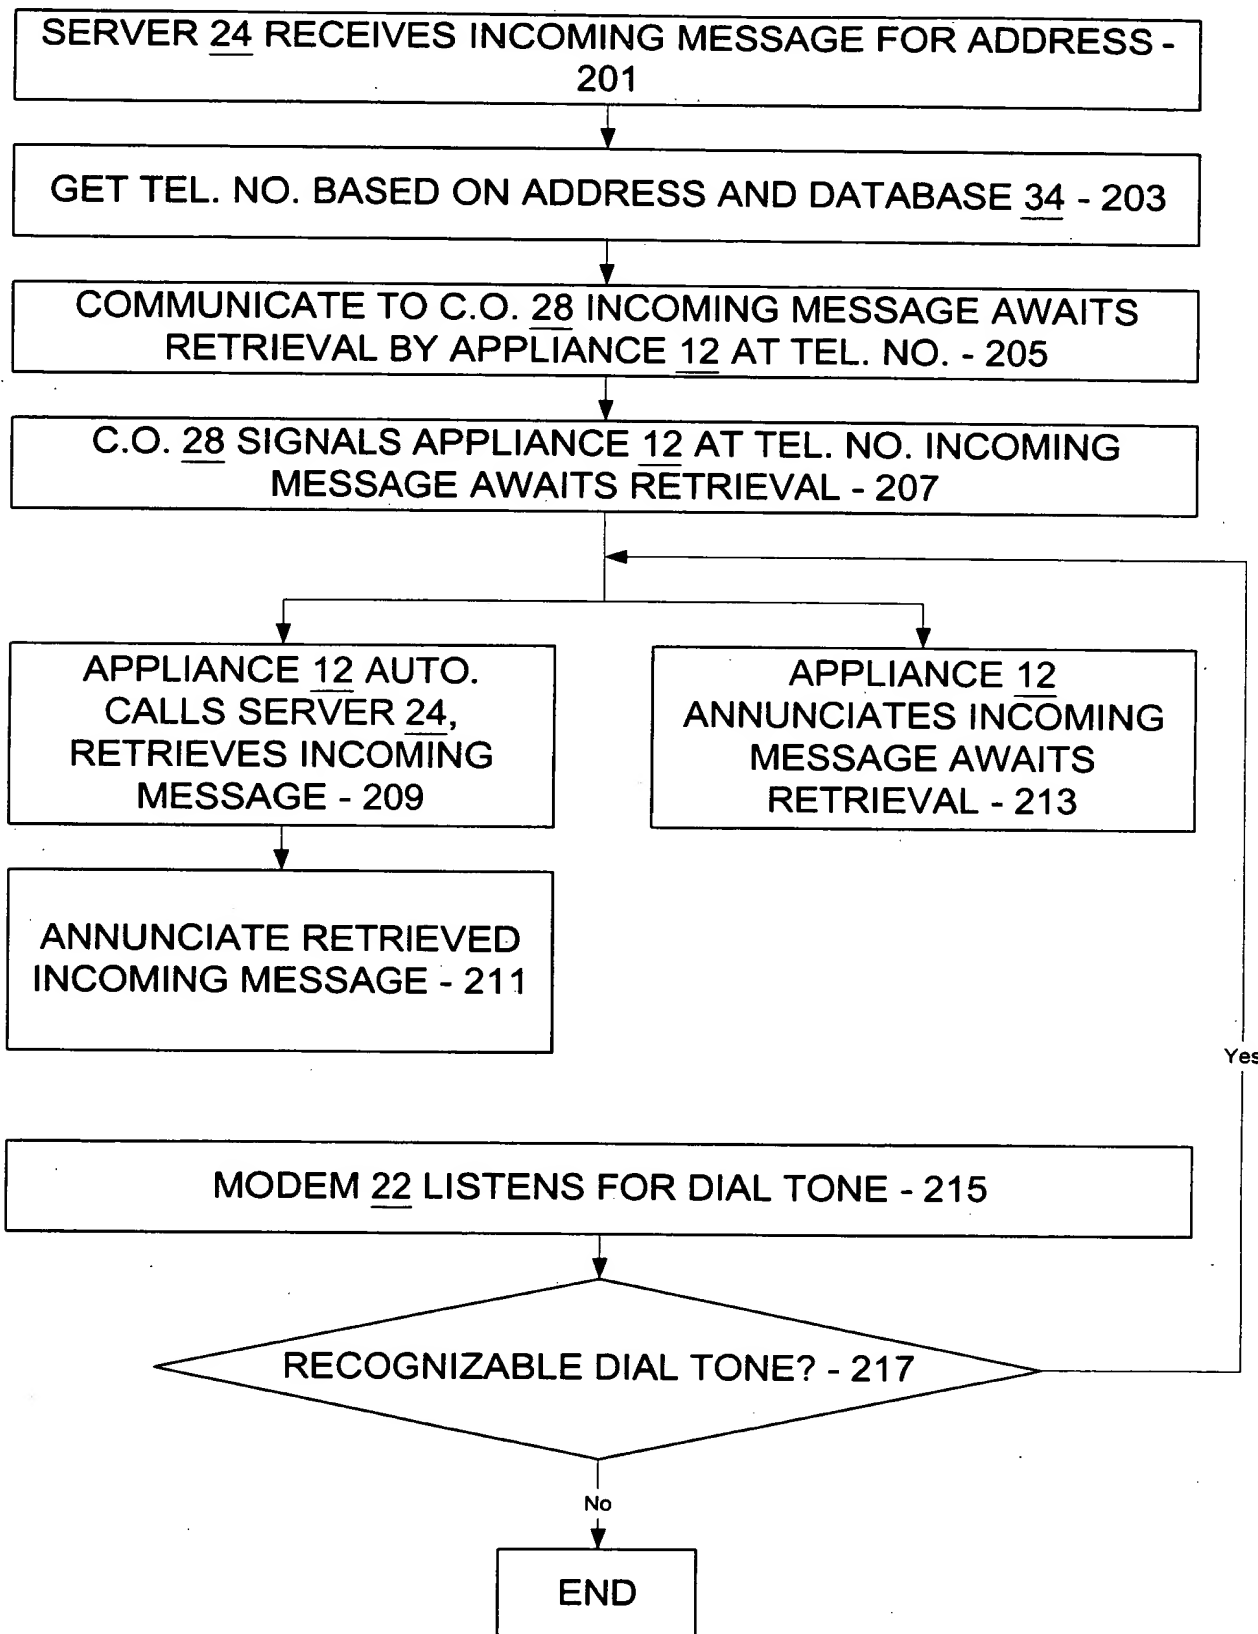 SERVER 24 RECEIVES INCOMING MESSAGE FOR ADDRESS -
201
GET TEL. NO. BASED ON ADDRESS AND DATABASE 34 - 203
COMMUNICATE TO C.O. 28 INCOMING MESSAGE AWAITS
RETRIEVAL BY APPLIANCE 12 AT TEL. NO. - 205
C.O. 28 SIGNALS APPLIANCE 12 AT TEL. NO. INCOMING
MESSAGE AWAITS RETRIEVAL - 207
APPLIANCE 12 AUTO.
CALLS SERVER 24,
RETRIEVES INCOMING
MESSAGE - 209
APPLIANCE 12
ANNUNCIATES INCOMING
MESSAGE AWAITS
RETRIEVAL - 213
ANNUNCIATE RETRIEVED
INCOMING MESSAGE - 211
Yes
MODEM 22 LISTENS FOR DIAL TONE - 215
RECOGNIZABLE DIAL TONE? - 217
No
END